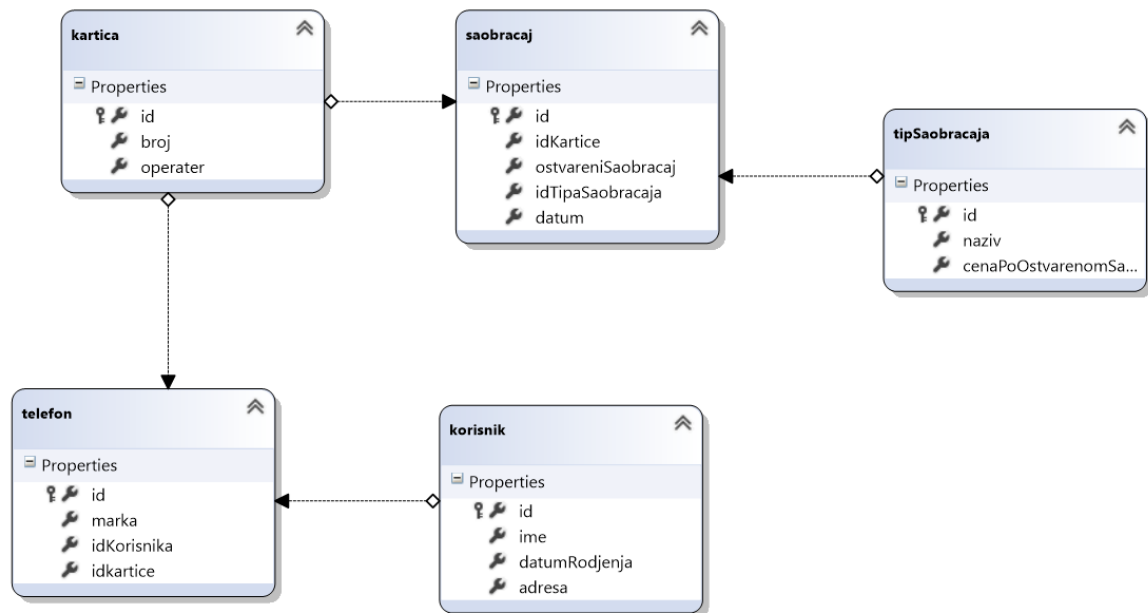 kartica
Properties
id
broj
operater
saobracaj
Properties
id
idKartice
ostvareniSaobracaj
idTipaSaobracaja
datum
tipSaobracaja
Properties
id
naziv
cenaPoOstvarenomSa...
telefon
Properties
id
marka
idKorisnika
idkartice
korisnik
Properties
id
ime
datumRodjenja
adresa